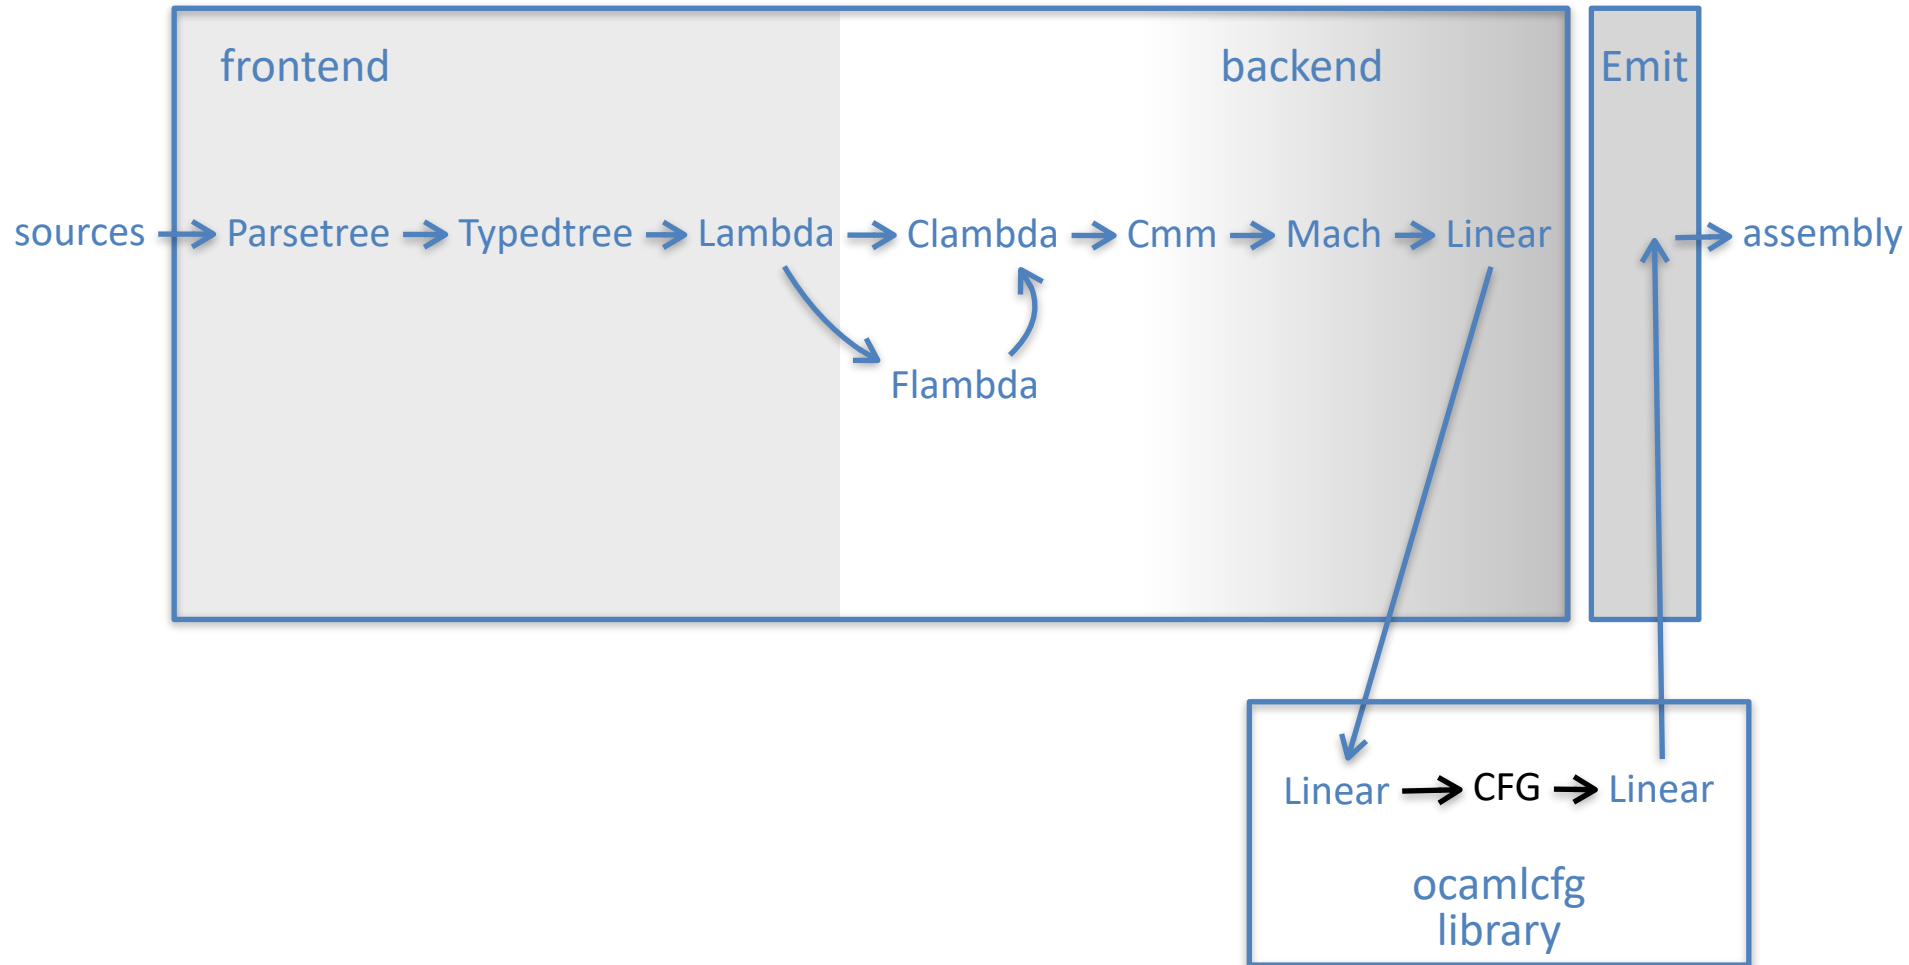 frontend
backend
Emit
sources
Parsetree
Typedtree
Lambda
Clambda
Cmm
Mach
Linear
assembly
Flambda
Linear
CFG
Linear
ocamlcfg
library